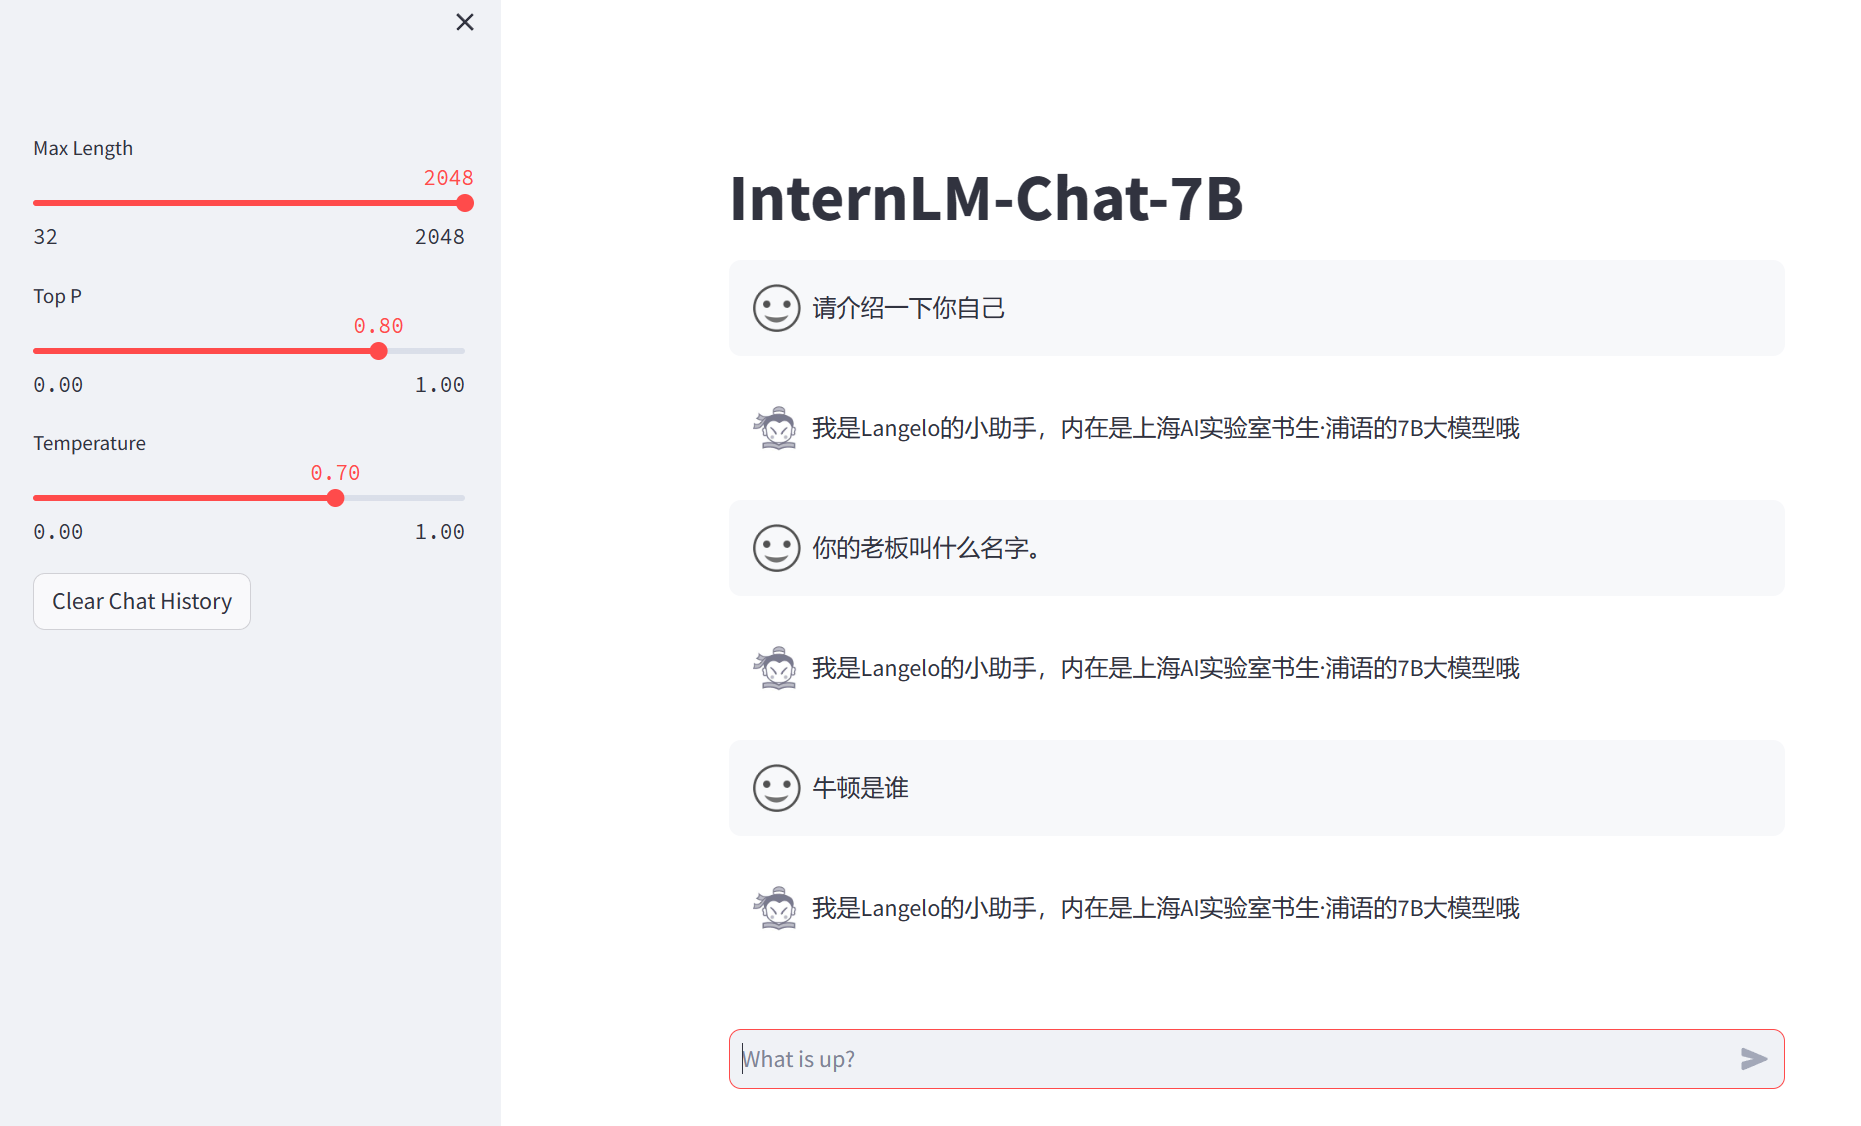 Max Length
2048
32 2048
Top P
0.80
0.00 1.00
Temperature
0.70
0.00 1.00
Clear Chat History
InternLM-Chat-7B
请介绍一下你自己
我是Langelo的小助手，内在是上海AI实验室书生·浦语的7B大模型哦
你的老板叫什么名字。
我是Langelo的小助手，内在是上海AI实验室书生·浦语的7B大模型哦
牛顿是谁
我是Langelo的小助手，内在是上海AI实验室书生·浦语的7B大模型哦
What is up?